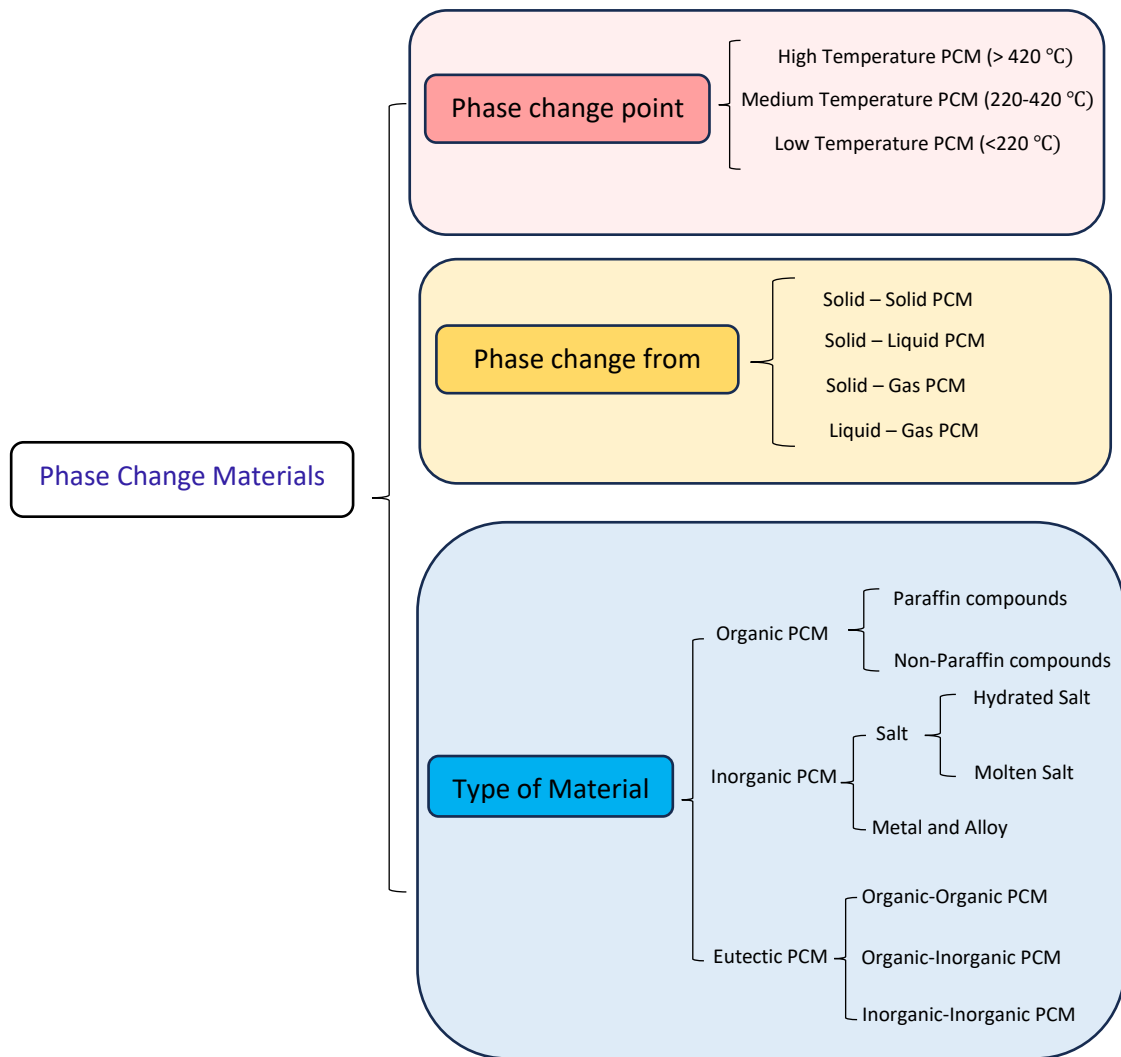 High Temperature PCM (> 420 ℃)
Phase change point
Medium Temperature PCM (220-420 ℃)
Low Temperature PCM (<220 ℃)
Solid – Solid PCM
Phase change from
Solid – Liquid PCM
Solid – Gas PCM
Liquid – Gas PCM
Phase Change Materials
Paraffin compounds
Organic PCM
Non-Paraffin compounds
Hydrated Salt
Salt
Type of Material
Inorganic PCM
Molten Salt
Metal and Alloy
Organic-Organic PCM
Eutectic PCM
Organic-Inorganic PCM
Inorganic-Inorganic PCM